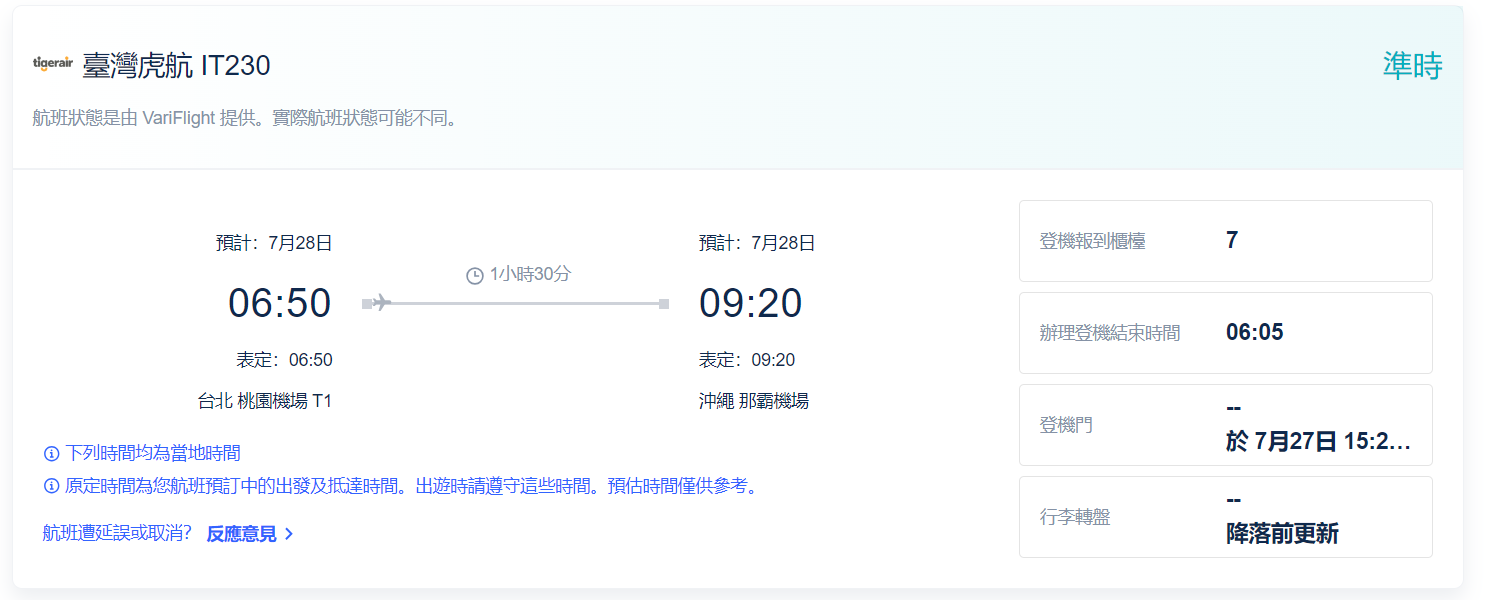 tigerair 臺灣虎航 IT230
準時
航班狀態是由 VariFlight 提供。實際航班狀態可能不同。
預計：7月28日
06:50
表定：06:50
台北 桃園機場 T1
1小時30分
預計：7月28日
09:20
表定：09:20
沖繩 那霸機場
下列時間均為當地時間
原定時間為您航班預訂中的出發及抵達時間。出遊時請遵守這些時間。預估時間僅供參考。
航班遭延誤或取消？ 反應意見
登機報到櫃檯 7
辦理登機結束時間 06:05
登機門 --
於 7月27日 15:2…
行李轉盤 --
降落前更新